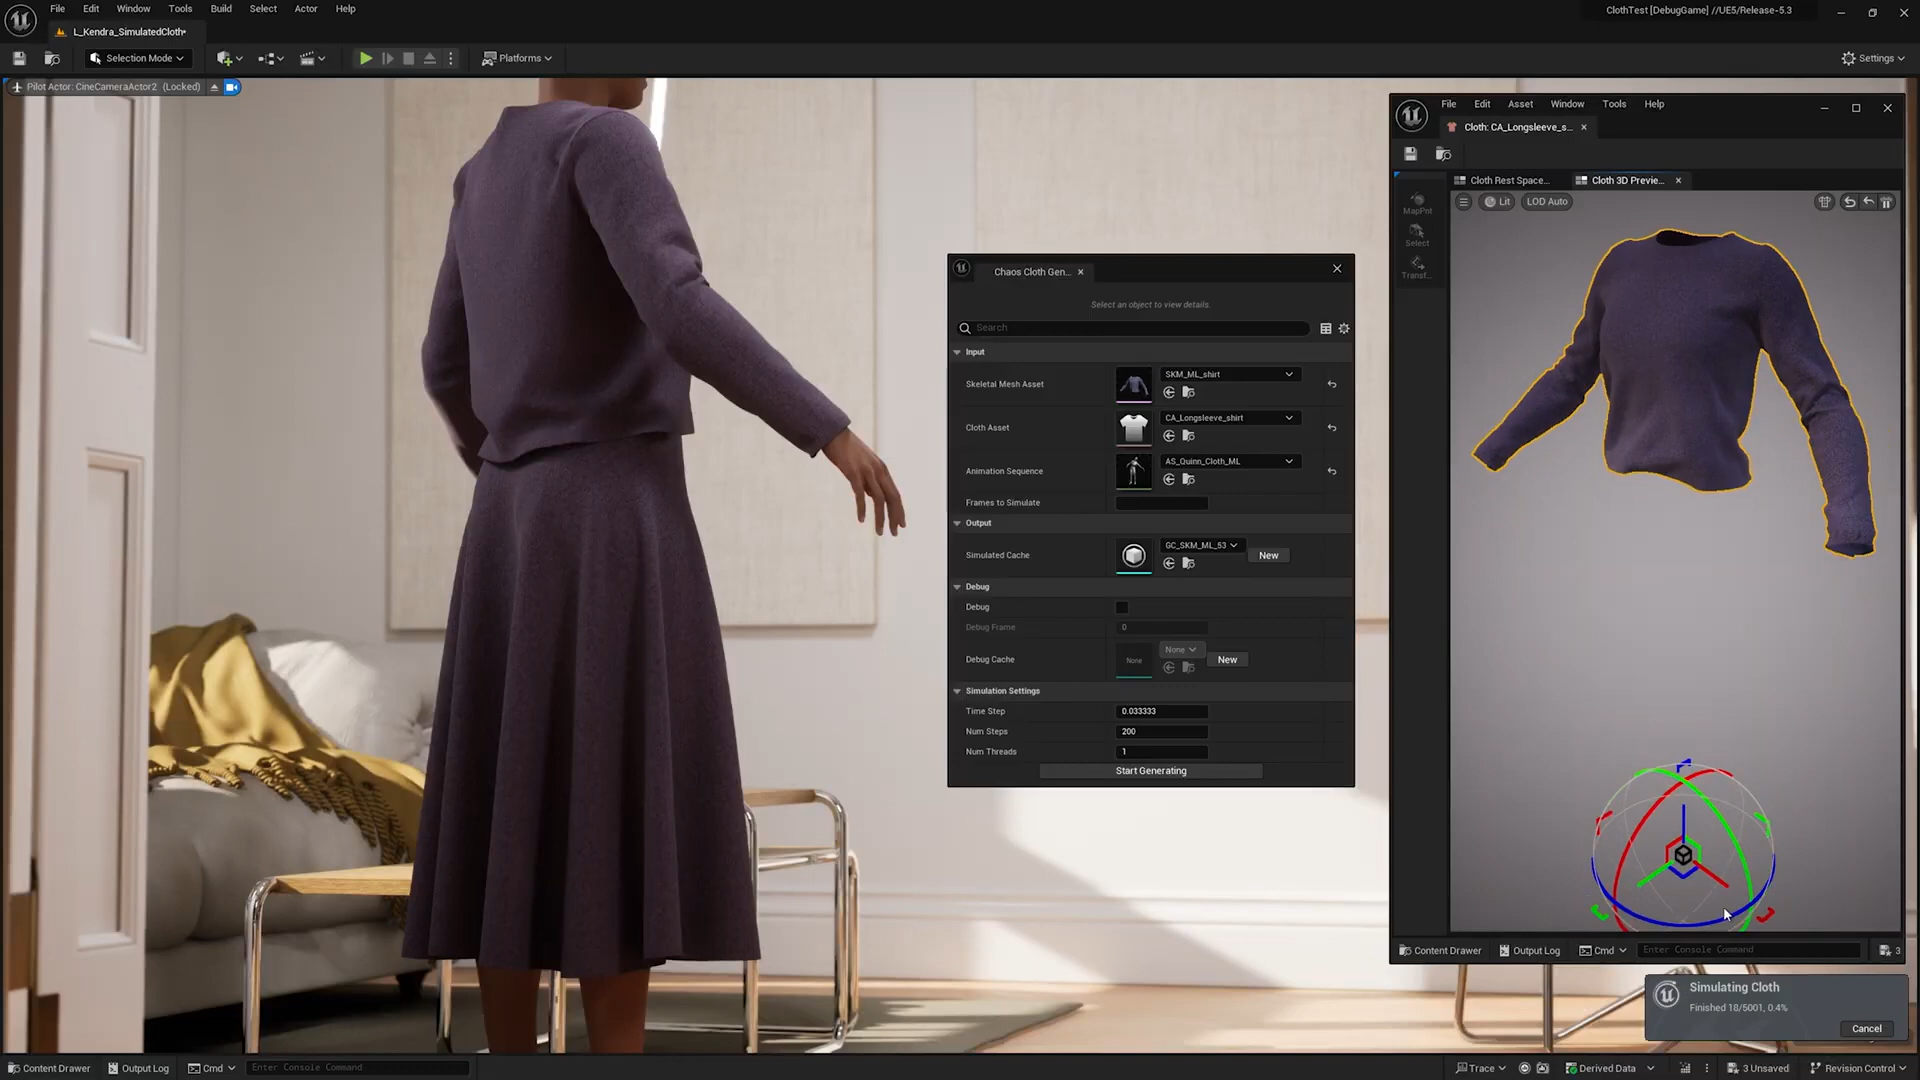 File Edit Window Tools Build Select Actor Help
ClothTest [DebugGame] //UE5/Release-5.3
L_Kendra_SimulatedCloth*
Selection Mode
Platforms
Settings
Pilot Actor: CineCameraActor2 (Locked)
File Edit Asset Window Tools Help
Cloth: CA_Longsleeve_s...
Cloth Rest Space...
Cloth 3D Previe...
Lit
LOD Auto
MapPnt
Select
Transf...
Chaos Cloth Gen...
Select an object to view details.
Search
Input
Skeletal Mesh Asset
SKM_ML_shirt
Cloth Asset
CA_Longsleeve_shirt
Animation Sequence
AS_Quinn_Cloth_ML
Frames to Simulate
Output
Simulated Cache
GC_SKM_ML_53
New
Debug
Debug
Debug Frame
0
Debug Cache
None
None
New
Simulation Settings
Time Step
0.033333
Num Steps
200
Num Threads
1
Start Generating
Content Drawer
Output Log
Cmd
Enter Console Command
3
Simulating Cloth
Finished 18/5001, 0.4%
Cancel
Content Drawer
Output Log
Cmd
Enter Console Command
Trace
Derived Data
3 Unsaved
Revision Control